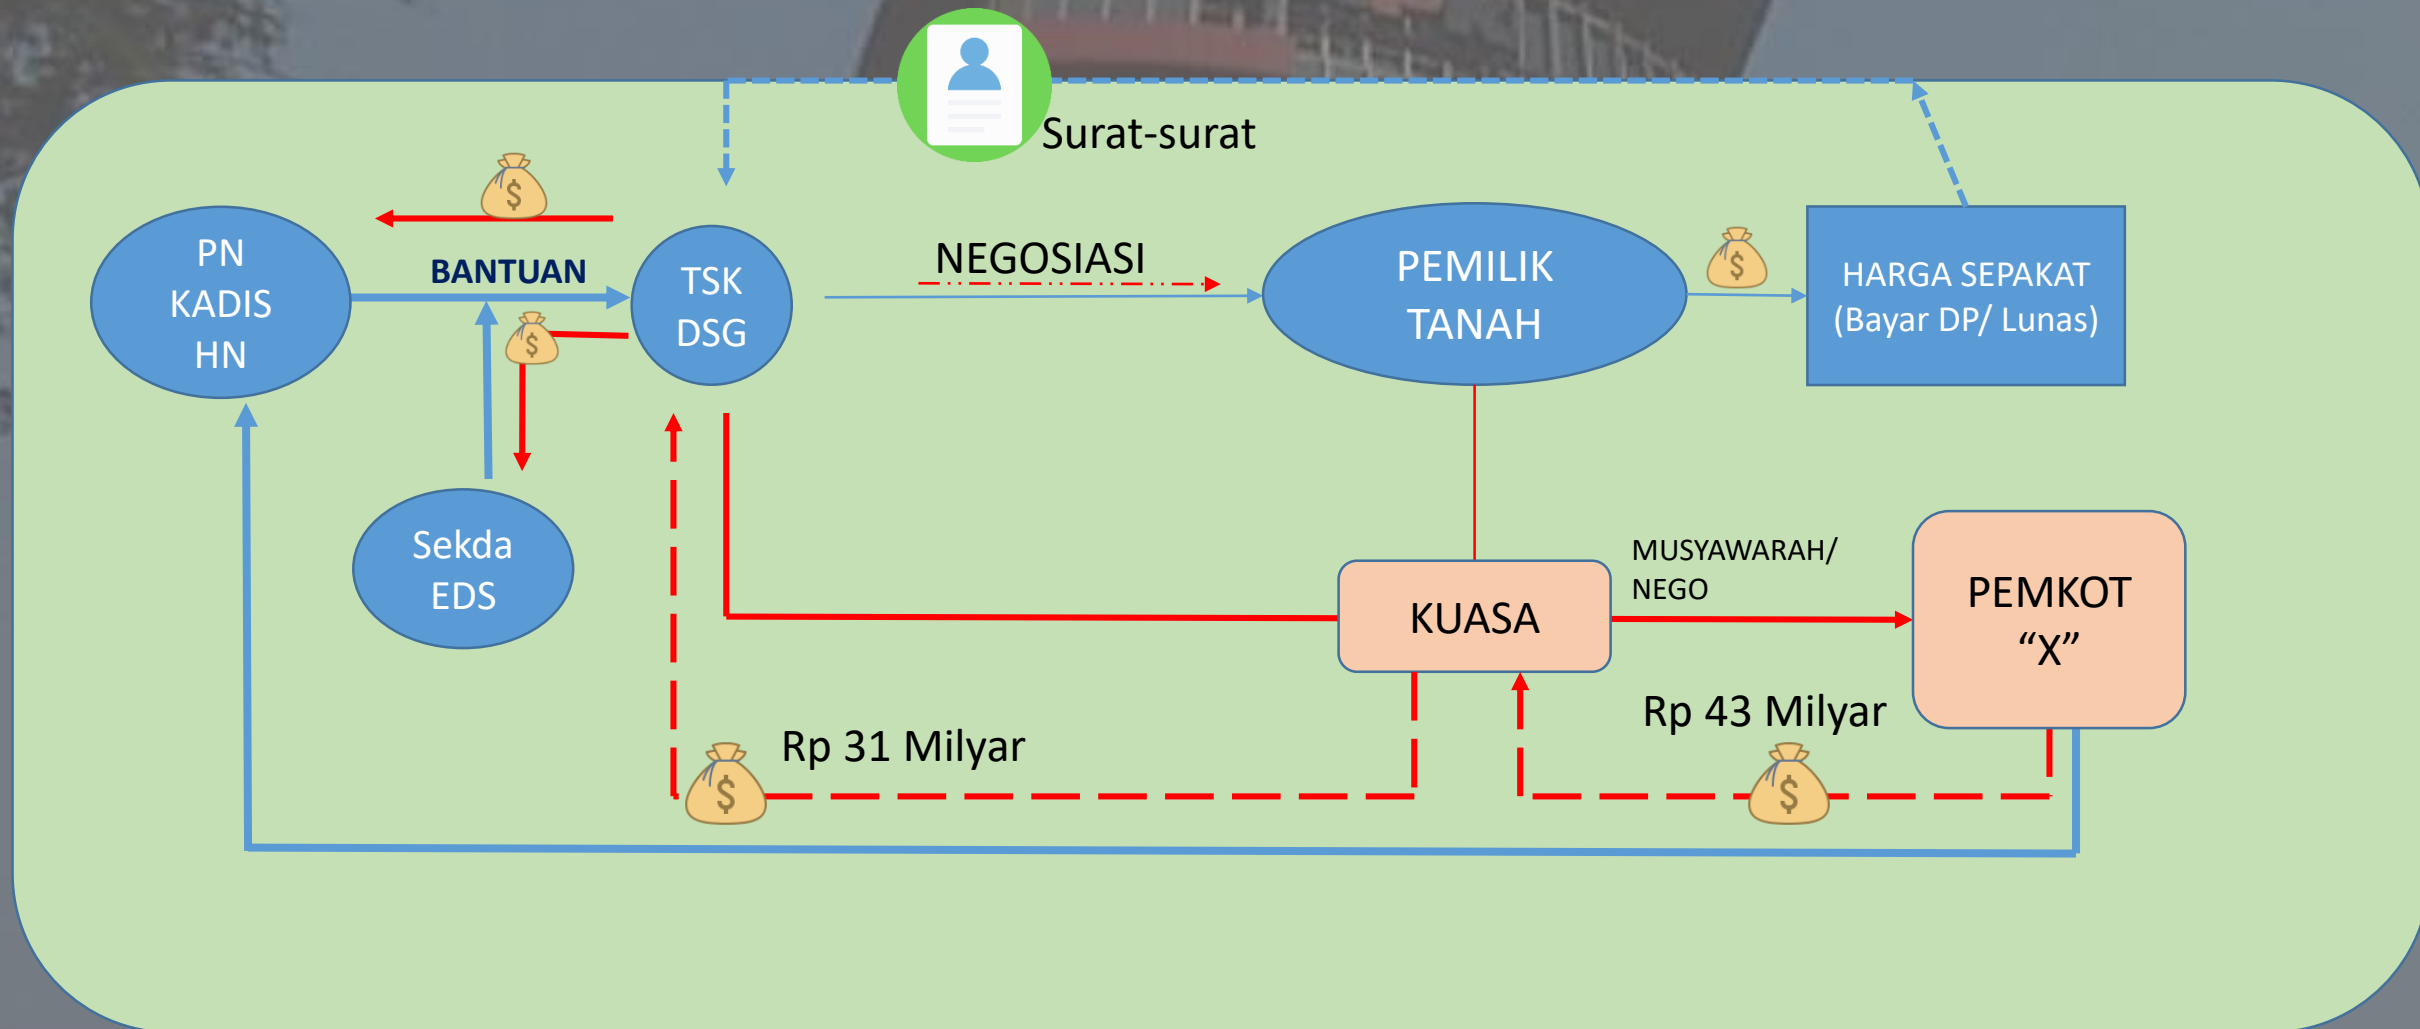 Surat-surat
PN
KADIS
HN
BANTUAN
TSK
DSG
NEGOSIASI
PEMILIK
TANAH
HARGA SEPAKAT
(Bayar DP/ Lunas)
Sekda
EDS
KUASA
MUSYAWARAH/
NEGO
PEMKOT
“X”
Rp 31 Milyar
Rp 43 Milyar
$
$
$
$
$